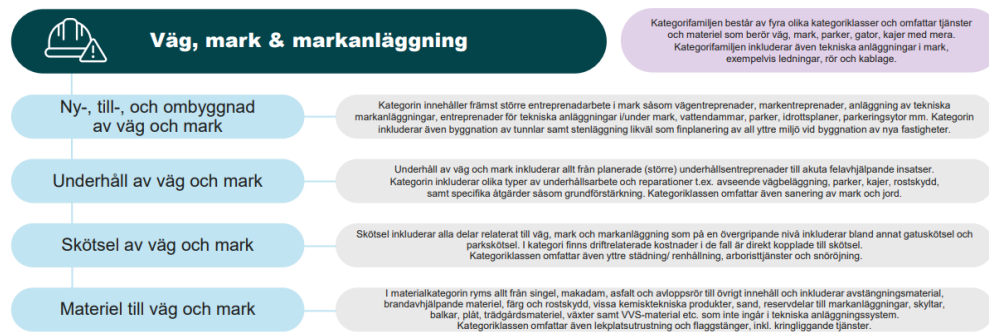 Väg, mark & markanläggning
Kategorifamiljen består av fyra olika kategoriklasser och omfattar tjänster
och materiel som berör väg, mark, parker, gator, kajer med mera.
Kategorifamiljen inkluderar även tekniska anläggningar i mark,
exempelvis ledningar, rör och kablage.
Ny-, till-, och ombyggnad
av väg och mark
Kategorin innehåller främst större entreprenadarbete i mark såsom vägentreprenader, markentreprenader, anläggning av tekniska
markanläggningar, entreprenader för tekniska anläggningar i/under mark, vattendammar, parker, idrottsplaner, parkeringsytor mm. Kategorin
inkluderar även byggnation av tunnlar samt stenläggning likväl som finplanering av all yttre miljö vid byggnation av nya fastigheter.
Underhåll av väg och mark
Underhåll av väg och mark inkluderar allt från planerade (större) underhållsentreprenader till akuta felavhjälpande insatser.
Kategorin inkluderar olika typer av underhållsarbete och reparationer t.ex. avseende vägbeläggning, parker, kajer, rostskydd,
samt specifika åtgärder såsom grundförstärkning. Kategoriklassen omfattar även sanering av mark och jord.
Skötsel av väg och mark
Skötsel inkluderar alla delar relaterat till väg, mark och markanläggning som på en övergripande nivå inkluderar bland annat gatuskötsel och
parkskötsel. I kategori finns driftrelaterade kostnader i de fall är direkt kopplade till skötsel.
Kategoriklassen omfattar även yttre städning/ renhållning, arboristtjänster och snöröjning.
Materiel till väg och mark
I materialkategorin ryms allt från singel, makadam, asfalt och avloppsrör till övrigt innehåll och inkluderar avstängningsmaterial,
brandavhjälpande materiel, färg och rostskydd, vissa kemisktekniska produkter, sand, reservdelar till markanläggningar, skyltar,
balkar, plåt, trädgårdsmateriel, växter samt VVS-material etc. som inte ingår i tekniska anläggningssystem.
Kategoriklassen omfattar även lekplatsutrustning och flaggstänger, inkl. kringliggande tjänster.